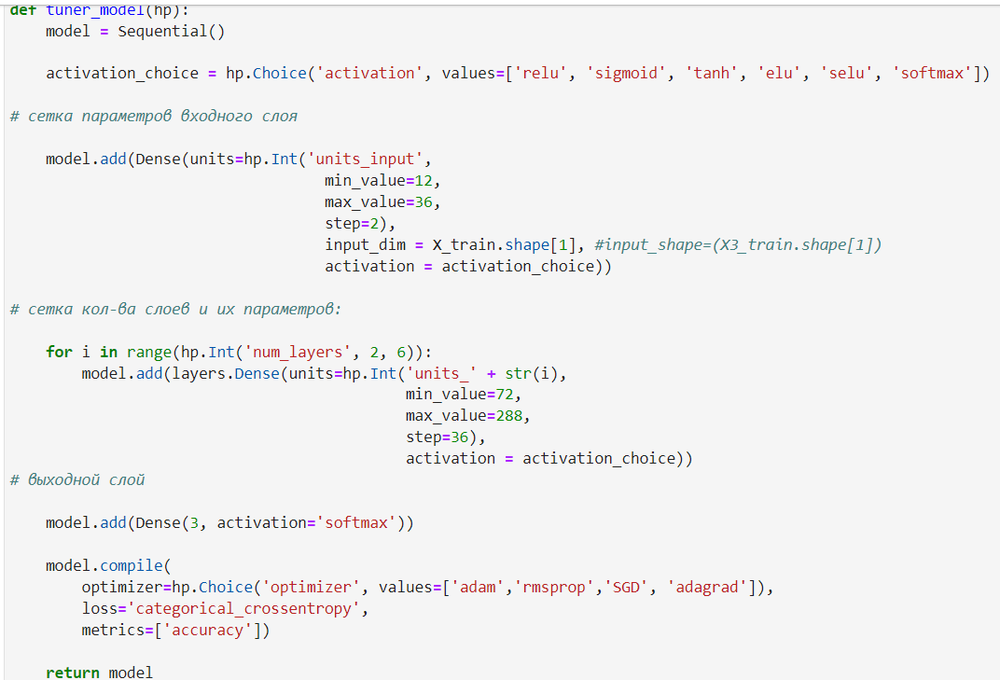 def tuner_model(hp):
    model = Sequential()
    activation_choice = hp.Choice('activation', values=['relu', 'sigmoid', 'tanh', 'elu', 'selu', 'softmax'])
# сетка параметров входного слоя
    model.add(Dense(units=hp.Int('units_input',
                                   min_value=12,
                                   max_value=36,
                                   step=2),
                                   input_dim = X_train.shape[1], #input_shape=(X3_train.shape[1])
                                   activation = activation_choice))
# сетка кол-ва слоев и их параметров:
    for i in range(hp.Int('num_layers', 2, 6)):
        model.add(layers.Dense(units=hp.Int('units_' + str(i),
                                            min_value=72,
                                            max_value=288,
                                            step=36),
                                            activation = activation_choice))
# выходной слой
    model.add(Dense(3, activation='softmax'))
    model.compile(
        optimizer=hp.Choice('optimizer', values=['adam','rmsprop','SGD', 'adagrad']),
        loss='categorical_crossentropy',
        metrics=['accuracy'])
    return model